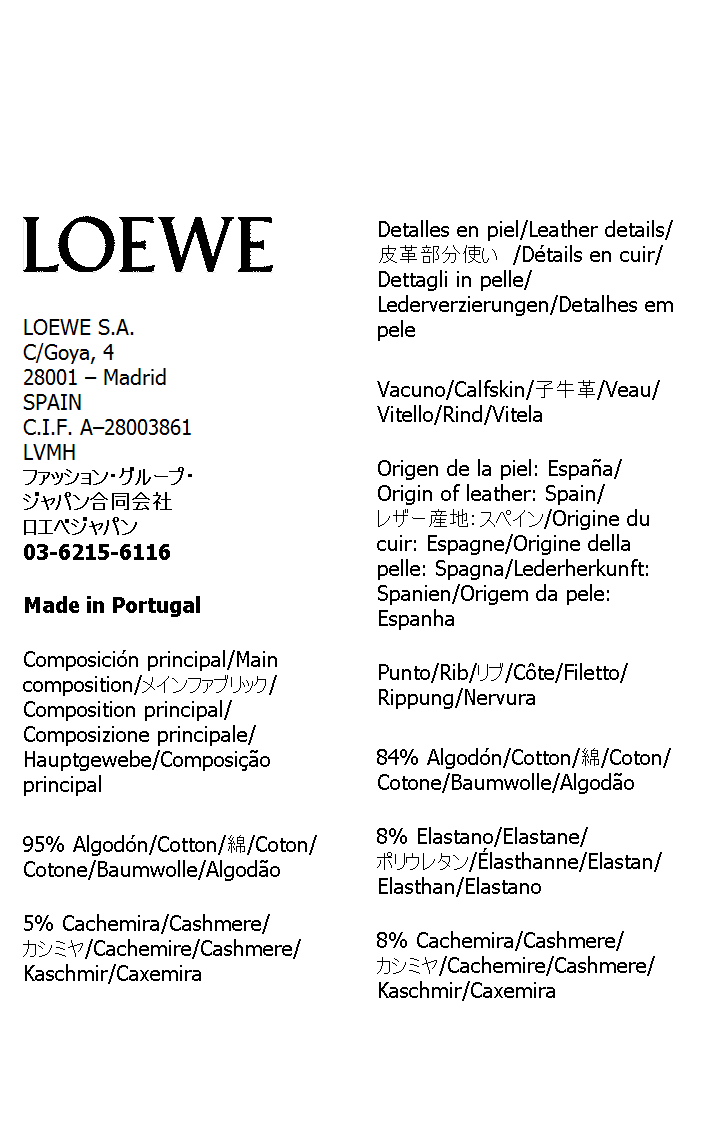 LOEWE
LOEWE S.A.
C/Goya, 4
28001 – Madrid
SPAIN
C.I.F. A–28003861
LVMH
ファッション・グループ・
ジャパン合同会社
ロエベジャパン
03-6215-6116
Made in Portugal
Composición principal/Main
composition/メインファブリック/
Composition principal/
Composizione principale/
Hauptgewebe/Composição
principal
95% Algodón/Cotton/綿/Coton/
Cotone/Baumwolle/Algodão
5% Cachemira/Cashmere/
カシミヤ/Cachemire/Cashmere/
Kaschmir/Caxemira
Detalles en piel/Leather details/
皮革部分使い /Détails en cuir/
Dettagli in pelle/
Lederverzierungen/Detalhes em
pele
Vacuno/Calfskin/子牛革/Veau/
Vitello/Rind/Vitela
Origen de la piel: España/
Origin of leather: Spain/
レザー産地：スペイン/Origine du
cuir: Espagne/Origine della
pelle: Spagna/Lederherkunft:
Spanien/Origem da pele:
Espanha
Punto/Rib/リブ/Côte/Filetto/
Rippung/Nervura
84% Algodón/Cotton/綿/Coton/
Cotone/Baumwolle/Algodão
8% Elastano/Elastane/
ポリウレタン/Élasthanne/Elastan/
Elasthan/Elastano
8% Cachemira/Cashmere/
カシミヤ/Cachemire/Cashmere/
Kaschmir/Caxemira